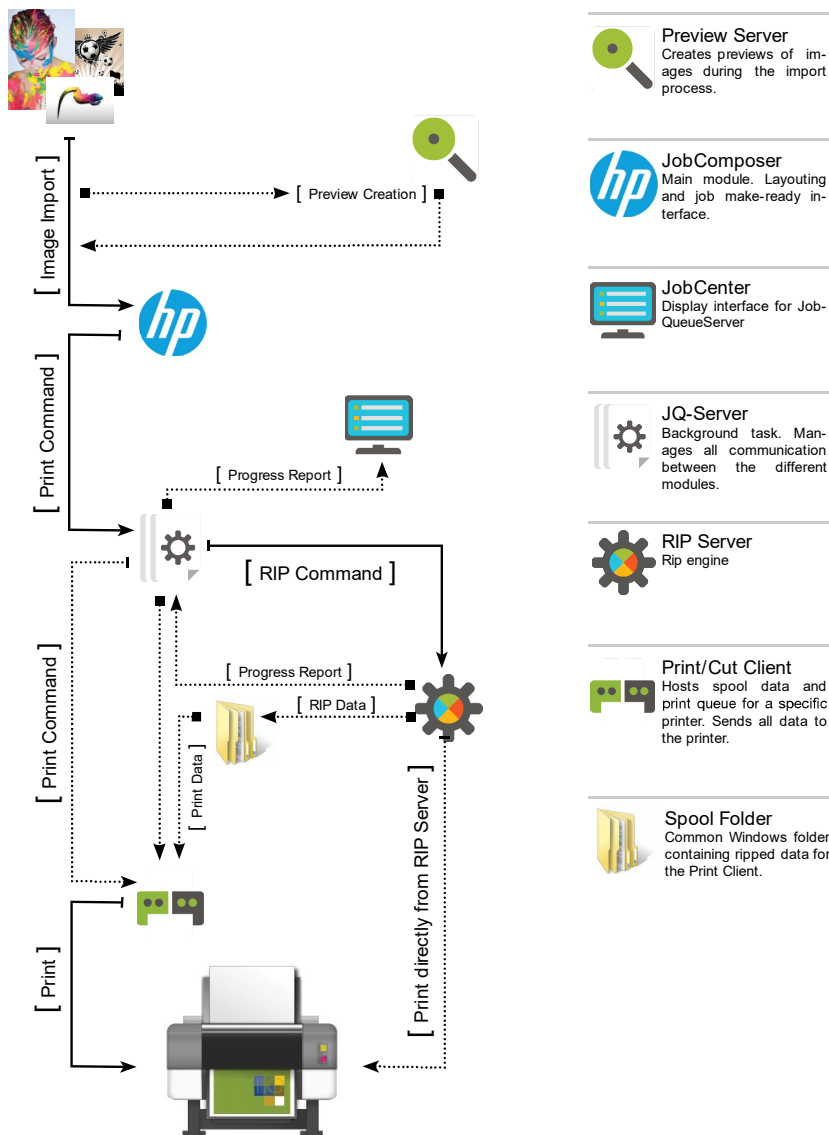 [ Image Import ]
[ Preview Creation ]
hp
[ Print Command ]
[ Progress Report ]
[ RIP Command ]
[ Print Command ]
[ Progress Report ]
[ RIP Data ]
[ Print Data ]
[ Print directly from RIP Server ]
[ Print ]
Preview Server
Creates previews of im-
ages during the import
process.
hp
JobComposer
Main module. Layouting
and job make-ready in-
terface.
JobCenter
Display interface for Job-
QueueServer
JQ-Server
Background task. Man-
ages all communication
between the different
modules.
RIP Server
Rip engine
Print/Cut Client
Hosts spool data and
print queue for a specific
printer. Sends all data to
the printer.
Spool Folder
Common Windows folder
containing ripped data for
the Print Client.